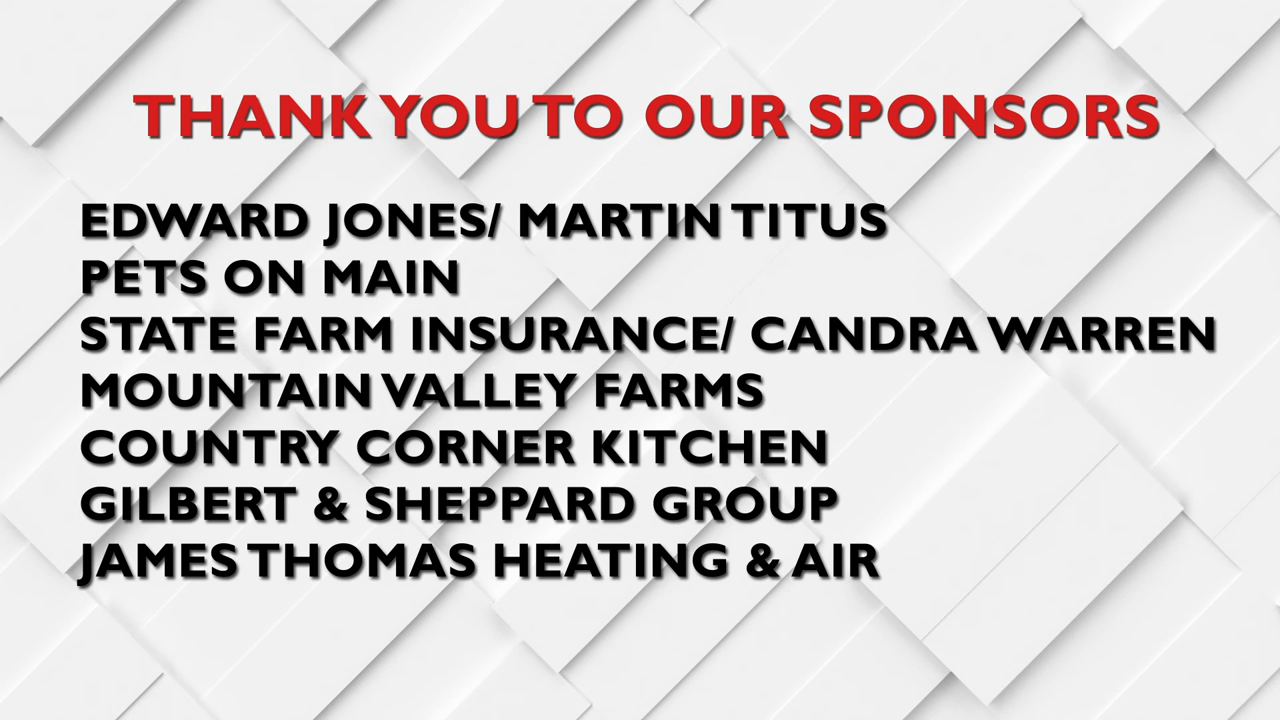 THANK YOU TO OUR SPONSORS
EDWARD JONES/ MARTIN TITUS
PETS ON MAIN
STATE FARM INSURANCE/ CANDRA WARREN
MOUNTAIN VALLEY FARMS
COUNTRY CORNER KITCHEN
GILBERT & SHEPPARD GROUP
JAMES THOMAS HEATING & AIR